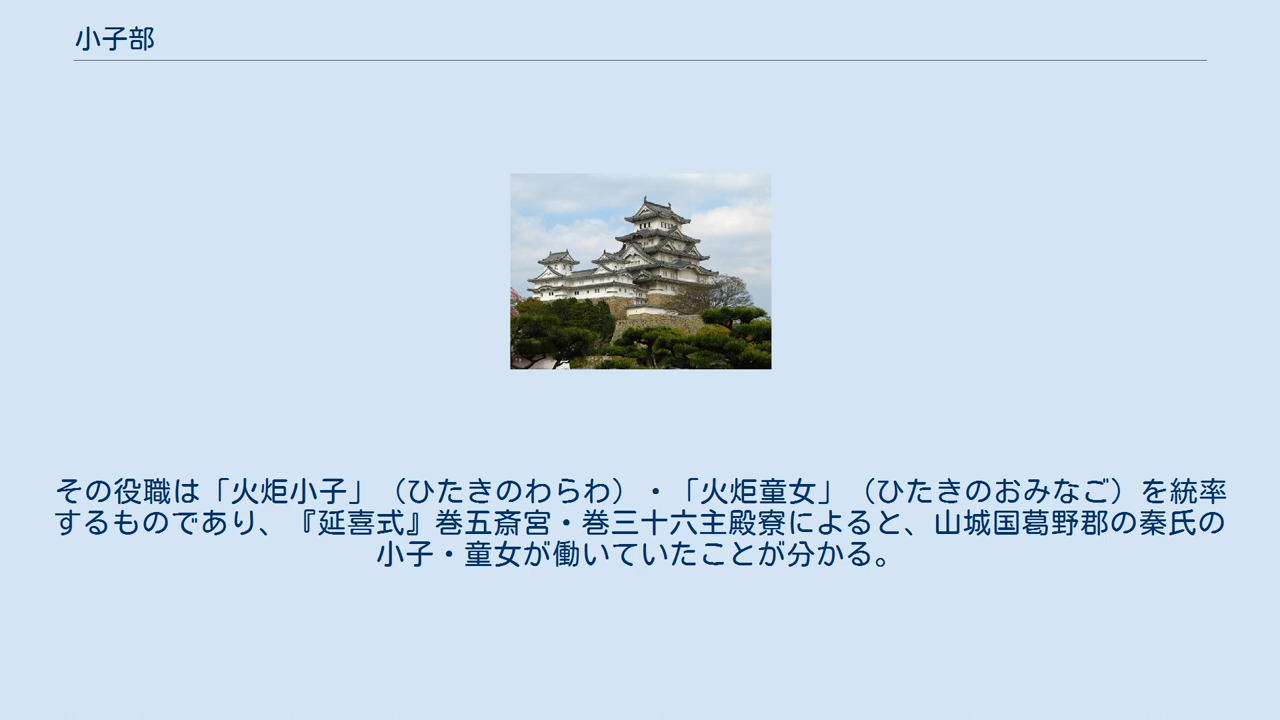 小子部
その役職は「火炬小子」（ひたきのわらわ）・「火炬童女」（ひたきのおみなご）を統率
するものであり、『延喜式』巻五斎宮・巻三十六主殿寮によると、山城国葛野郡の秦氏の
小子・童女が働いていたことが分かる。